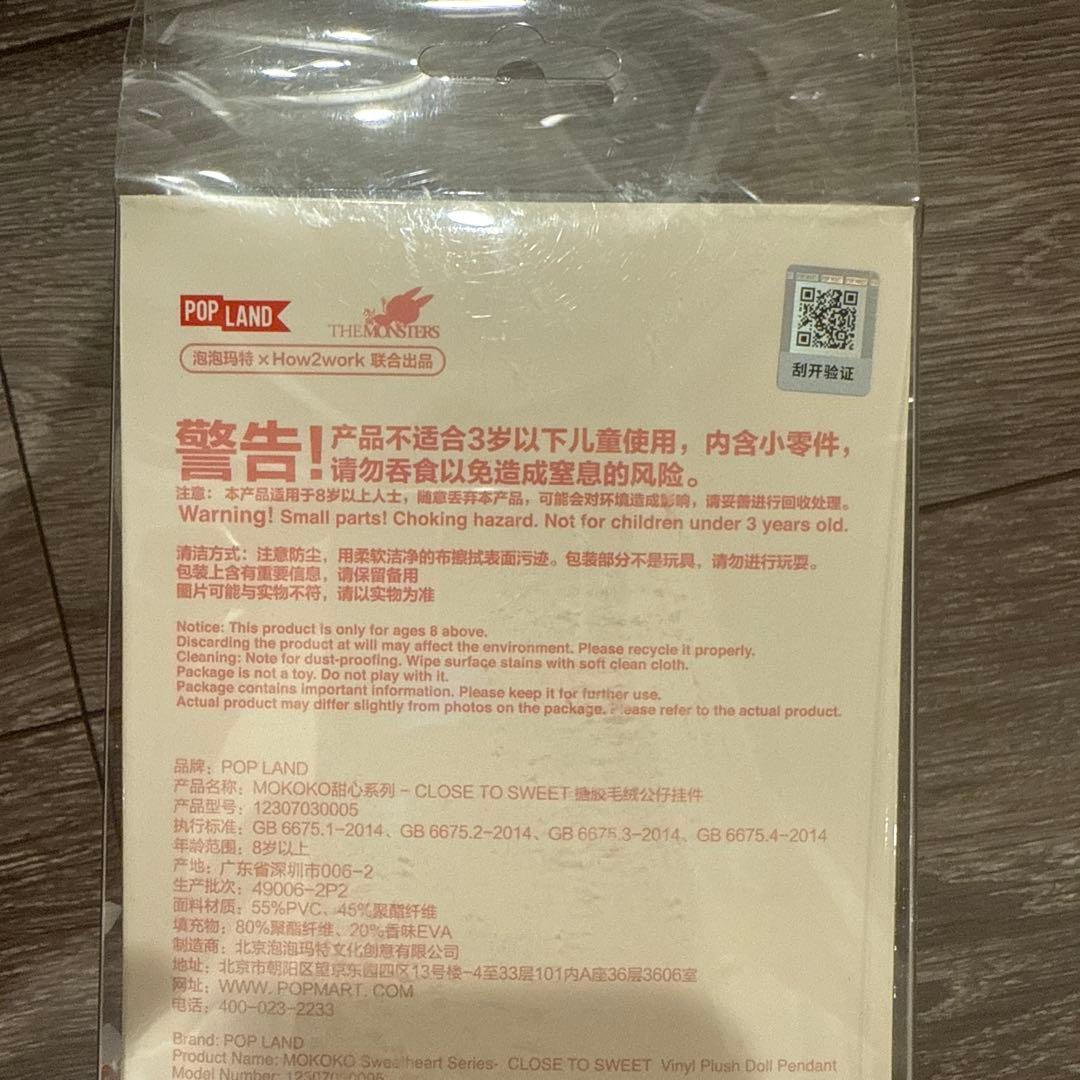 POP LAND
THE MONSTERS
泡泡玛特 × How2work 联合出品
刮开验证
警告!
产品不适合3岁以下儿童使用，内含小零件，
请勿吞食以免造成窒息的风险。
注意：本产品适用于8岁以上人士，随意丢弃本产品，可能会对环境造成影响，请妥善进行回收处理。
Warning! Small parts! Choking hazard. Not for children under 3 years old.
清洁方式：注意防尘，用柔软洁净的布擦拭表面污迹。包装部分不是玩具，请勿进行玩耍。
包装上含有重要信息，请保留备用
图片可能与实物不符，请以实物为准
Notice: This product is only for ages 8 above.
Discarding the product at will may affect the environment. Please recycle it properly.
Cleaning: Note for dust-proofing. Wipe surface stains with soft clean cloth.
Package is not a toy. Do not play with it.
Package contains important information. Please keep it for further use.
Actual product may differ slightly from photos on the package. Please refer to the actual product.
品牌：POP LAND
产品名称：MOKOKO甜心系列 - CLOSE TO SWEET 搪胶毛绒公仔挂件
产品型号：12307030005
执行标准：GB 6675.1-2014、GB 6675.2-2014、GB 6675.3-2014、GB 6675.4-2014
年龄范围：8岁以上
产地：广东省深圳市006-2
生产批次：49006-2P2
面料材质：55%PVC、45%聚酯纤维
填充物：80%聚酯纤维、20%香味EVA
制造商：北京泡泡玛特文化创意有限公司
地址：北京市朝阳区望京东园四区13号楼-4至33层101内A座36层3606室
网址：WWW.POPMART.COM
电话：400-023-2233
Brand: POP LAND
Product Name: MOKOKO Sweetheart Series- CLOSE TO SWEET Vinyl Plush Doll Pendant
Model Number: